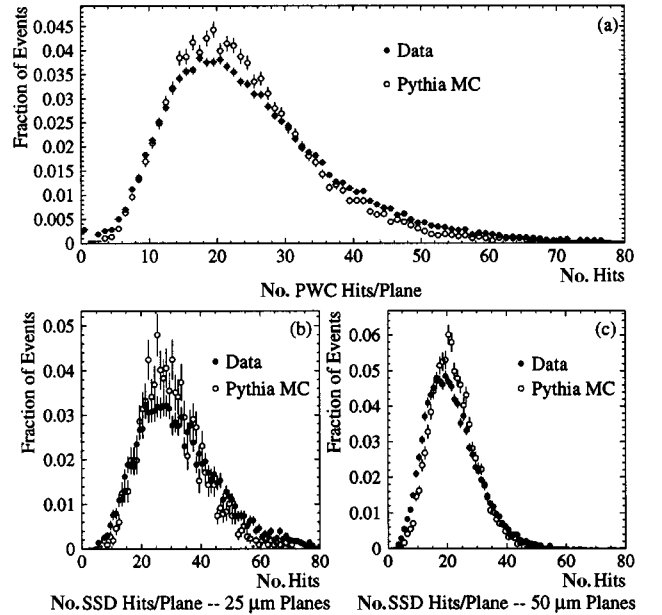 (a)
Fraction of Events
0.045
0.04
0.035
0.03
0.025
0.02
0.015
0.01
0.005
0
Data
Pythia MC
0 10 20 30 40 50 60 70 80
No. Hits
No. PWC Hits/Plane
(b)
Fraction of Events
0.05
0.04
0.03
0.02
0.01
0
Data
Pythia MC
0 20 40 60 80
No. Hits
No. SSD Hits/Plane -- 25 μm Planes
(c)
Fraction of Events
0.06
0.05
0.04
0.03
0.02
0.01
0
Data
Pythia MC
0 20 40 60 80
No. Hits
No. SSD Hits/Plane -- 50 μm Planes